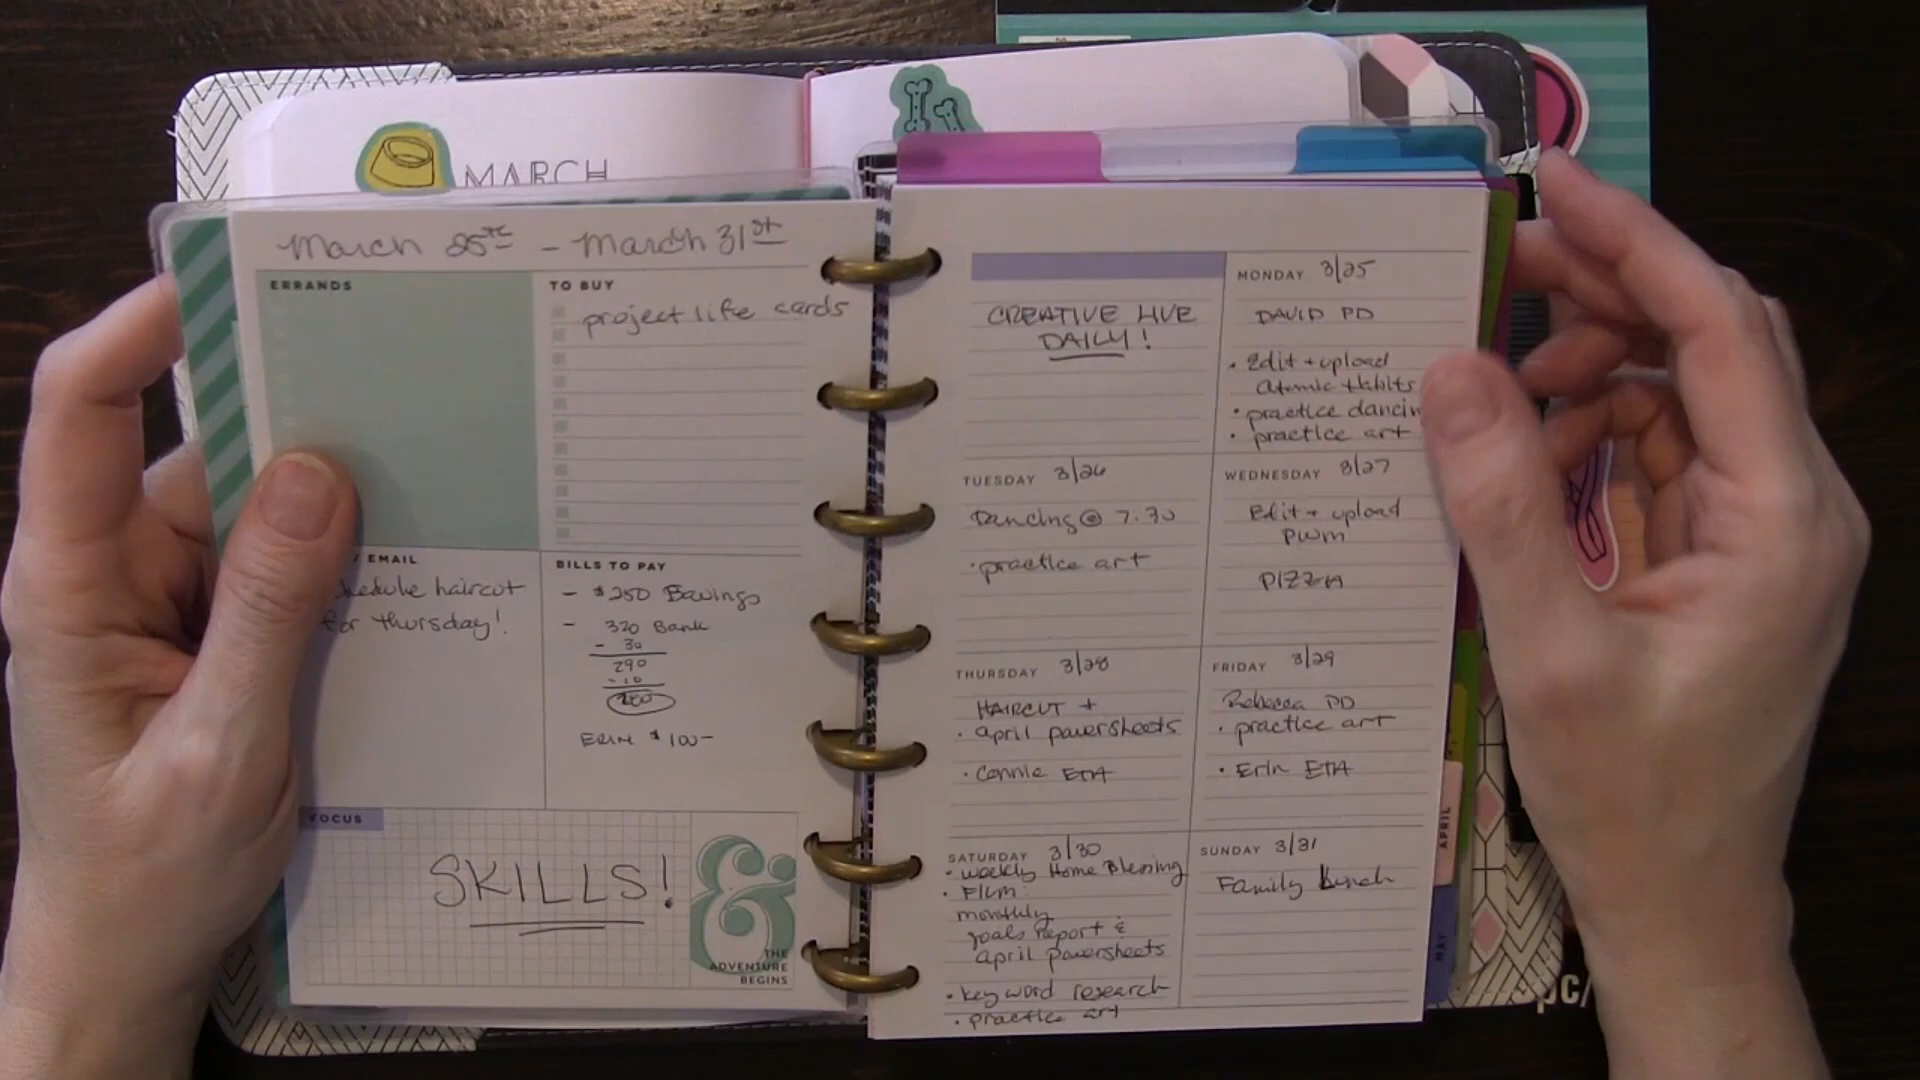 MARCH
March 25th - March 31st
ERRANDS
TO BUY
project life cards
EMAIL
haircut
for thursday!
BILLS TO PAY
- $250 Savings
- 320 Bank
- 30
290
- 10
280
ERIN $100-
FOCUS
SKILLS!
&
THE
ADVENTURE
BEGINS
CREATIVE LIVE
DAILY!
MONDAY 3/25
DAVID PD
• Edit + upload
Atomic Habits
• practice
• practice art
TUESDAY 3/26
Dancing @ 7:30
• practice art
WEDNESDAY 3/27
Edit + upload
PWM
PIZZA
THURSDAY 3/28
HAIRCUT +
• April powersheets
• Connie ETA
FRIDAY 3/29
Rebecca PD
• practice art
• Erin ETA
SATURDAY 3/30
• weekly Home Blessing
• Film
monthly
goals report &
april powersheets
• key word research
• practice art
SUNDAY 3/31
Family Lunch
APRIL
MAY